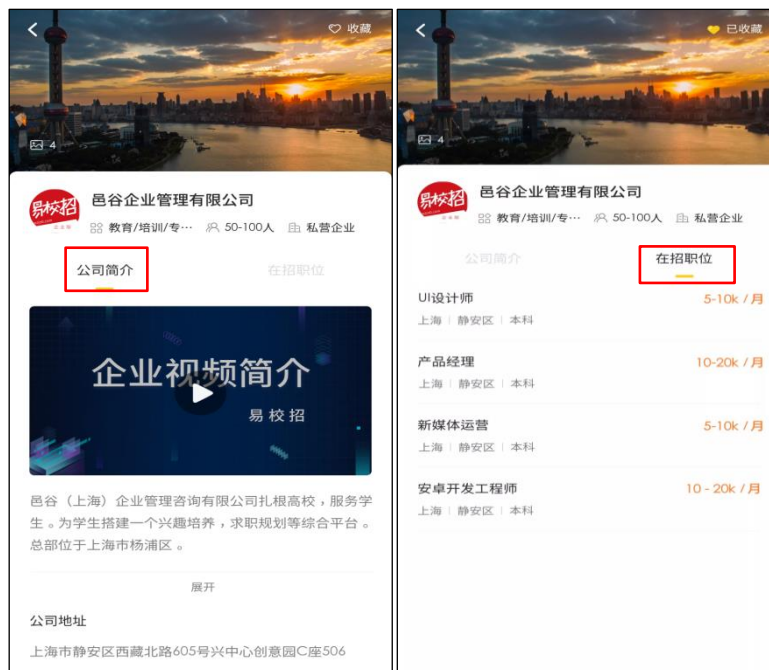 收藏
4
易校招
企业版
邑谷企业管理有限公司
教育/培训/专… 50-100人 私营企业
公司简介 在招职位
企业视频简介
易校招
邑谷（上海）企业管理咨询有限公司扎根高校，服务学
生。为学生搭建一个兴趣培养，求职规划等综合平台。
总部位于上海市杨浦区。
展开
公司地址
上海市静安区西藏北路605号兴中心创意园C座506
已收藏
4
易校招
邑谷企业管理有限公司
教育/培训/专… 50-100人 私营企业
公司简介 在招职位
UI设计师 5-10k /月
上海 | 静安区 | 本科
产品经理 10-20k /月
上海 | 静安区 | 本科
新媒体运营 5-10k /月
上海 | 静安区 | 本科
安卓开发工程师 10 - 20k /月
上海 | 静安区 | 本科